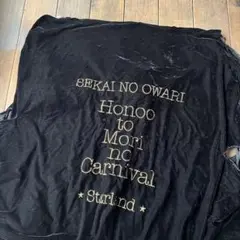 SEKAI NO OWARI
Honoo
to
Mori
no
Carnival
★ Starland ★